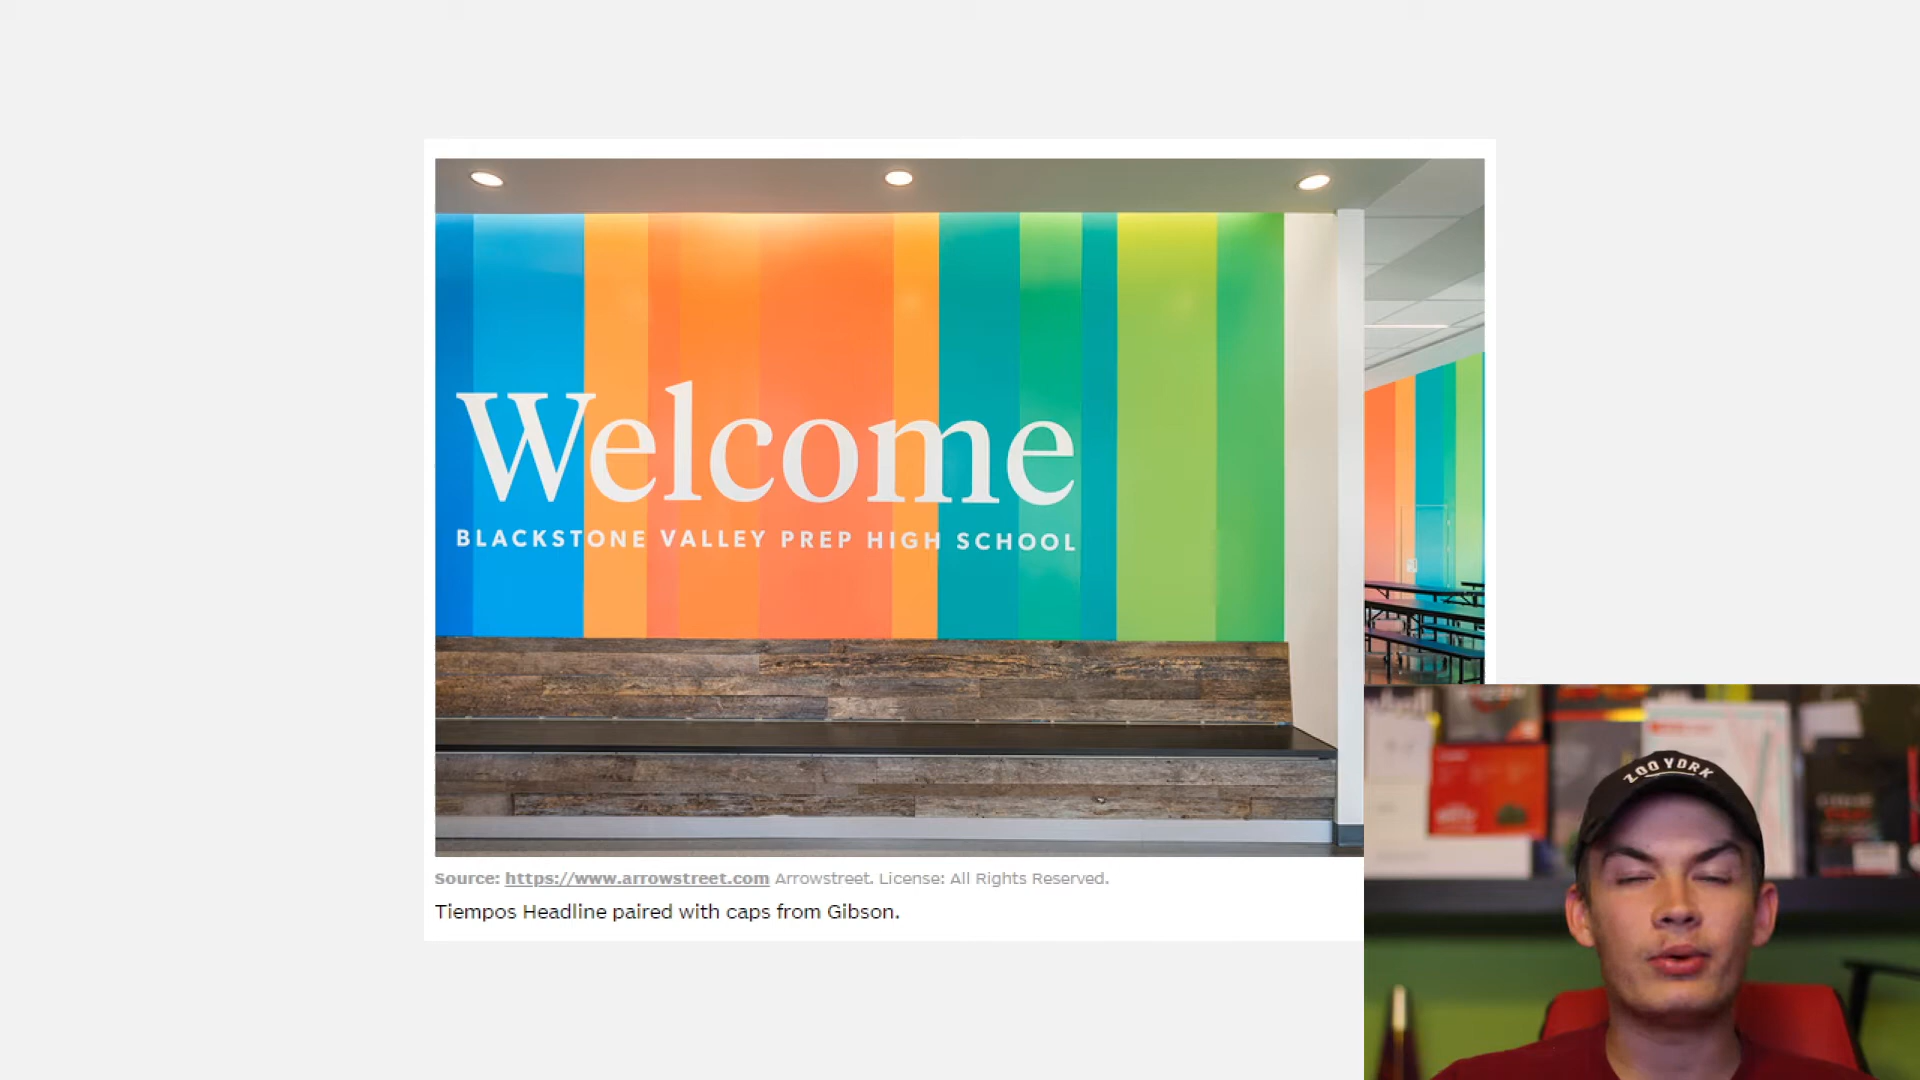 Welcome
BLACKSTONE VALLEY PREP HIGH SCHOOL
Source: https://www.arrowstreet.com Arrowstreet. License: All Rights Reserved.
Tiempos Headline paired with caps from Gibson.
ZOO YORK